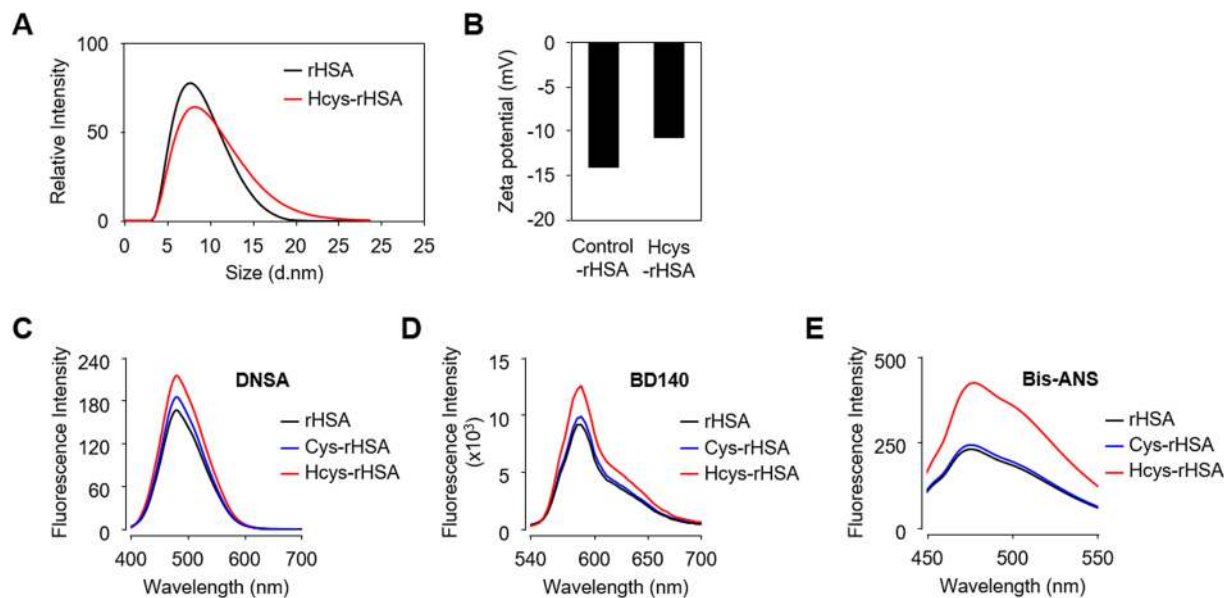 A
100
50
0
Relative Intensity
rHSA
Hcys-rHSA
0 5 10 20 25 25
Size (d.nm)
B
0
-5
-10
-15
-20
Zeta potential (mV)
Control
-rHSA
Hcys
-rHSA
C
240
180
120
60
0
Fluorescence Intensity
DNSA
rHSA
Cys-rHSA
Hcys-rHSA
400 500 600 700
Wavelength (nm)
D
15
10
5
0
Fluorescence Intensity
(x10³)
BD140
rHSA
Cys-rHSA
Hcys-rHSA
540 600 600 700
Wavelength (nm)
E
500
250
0
Fluorescence Intensity
Bis-ANS
rHSA
Cys-rHSA
Hcys-rHSA
450 500 550
Wavelength (nm)